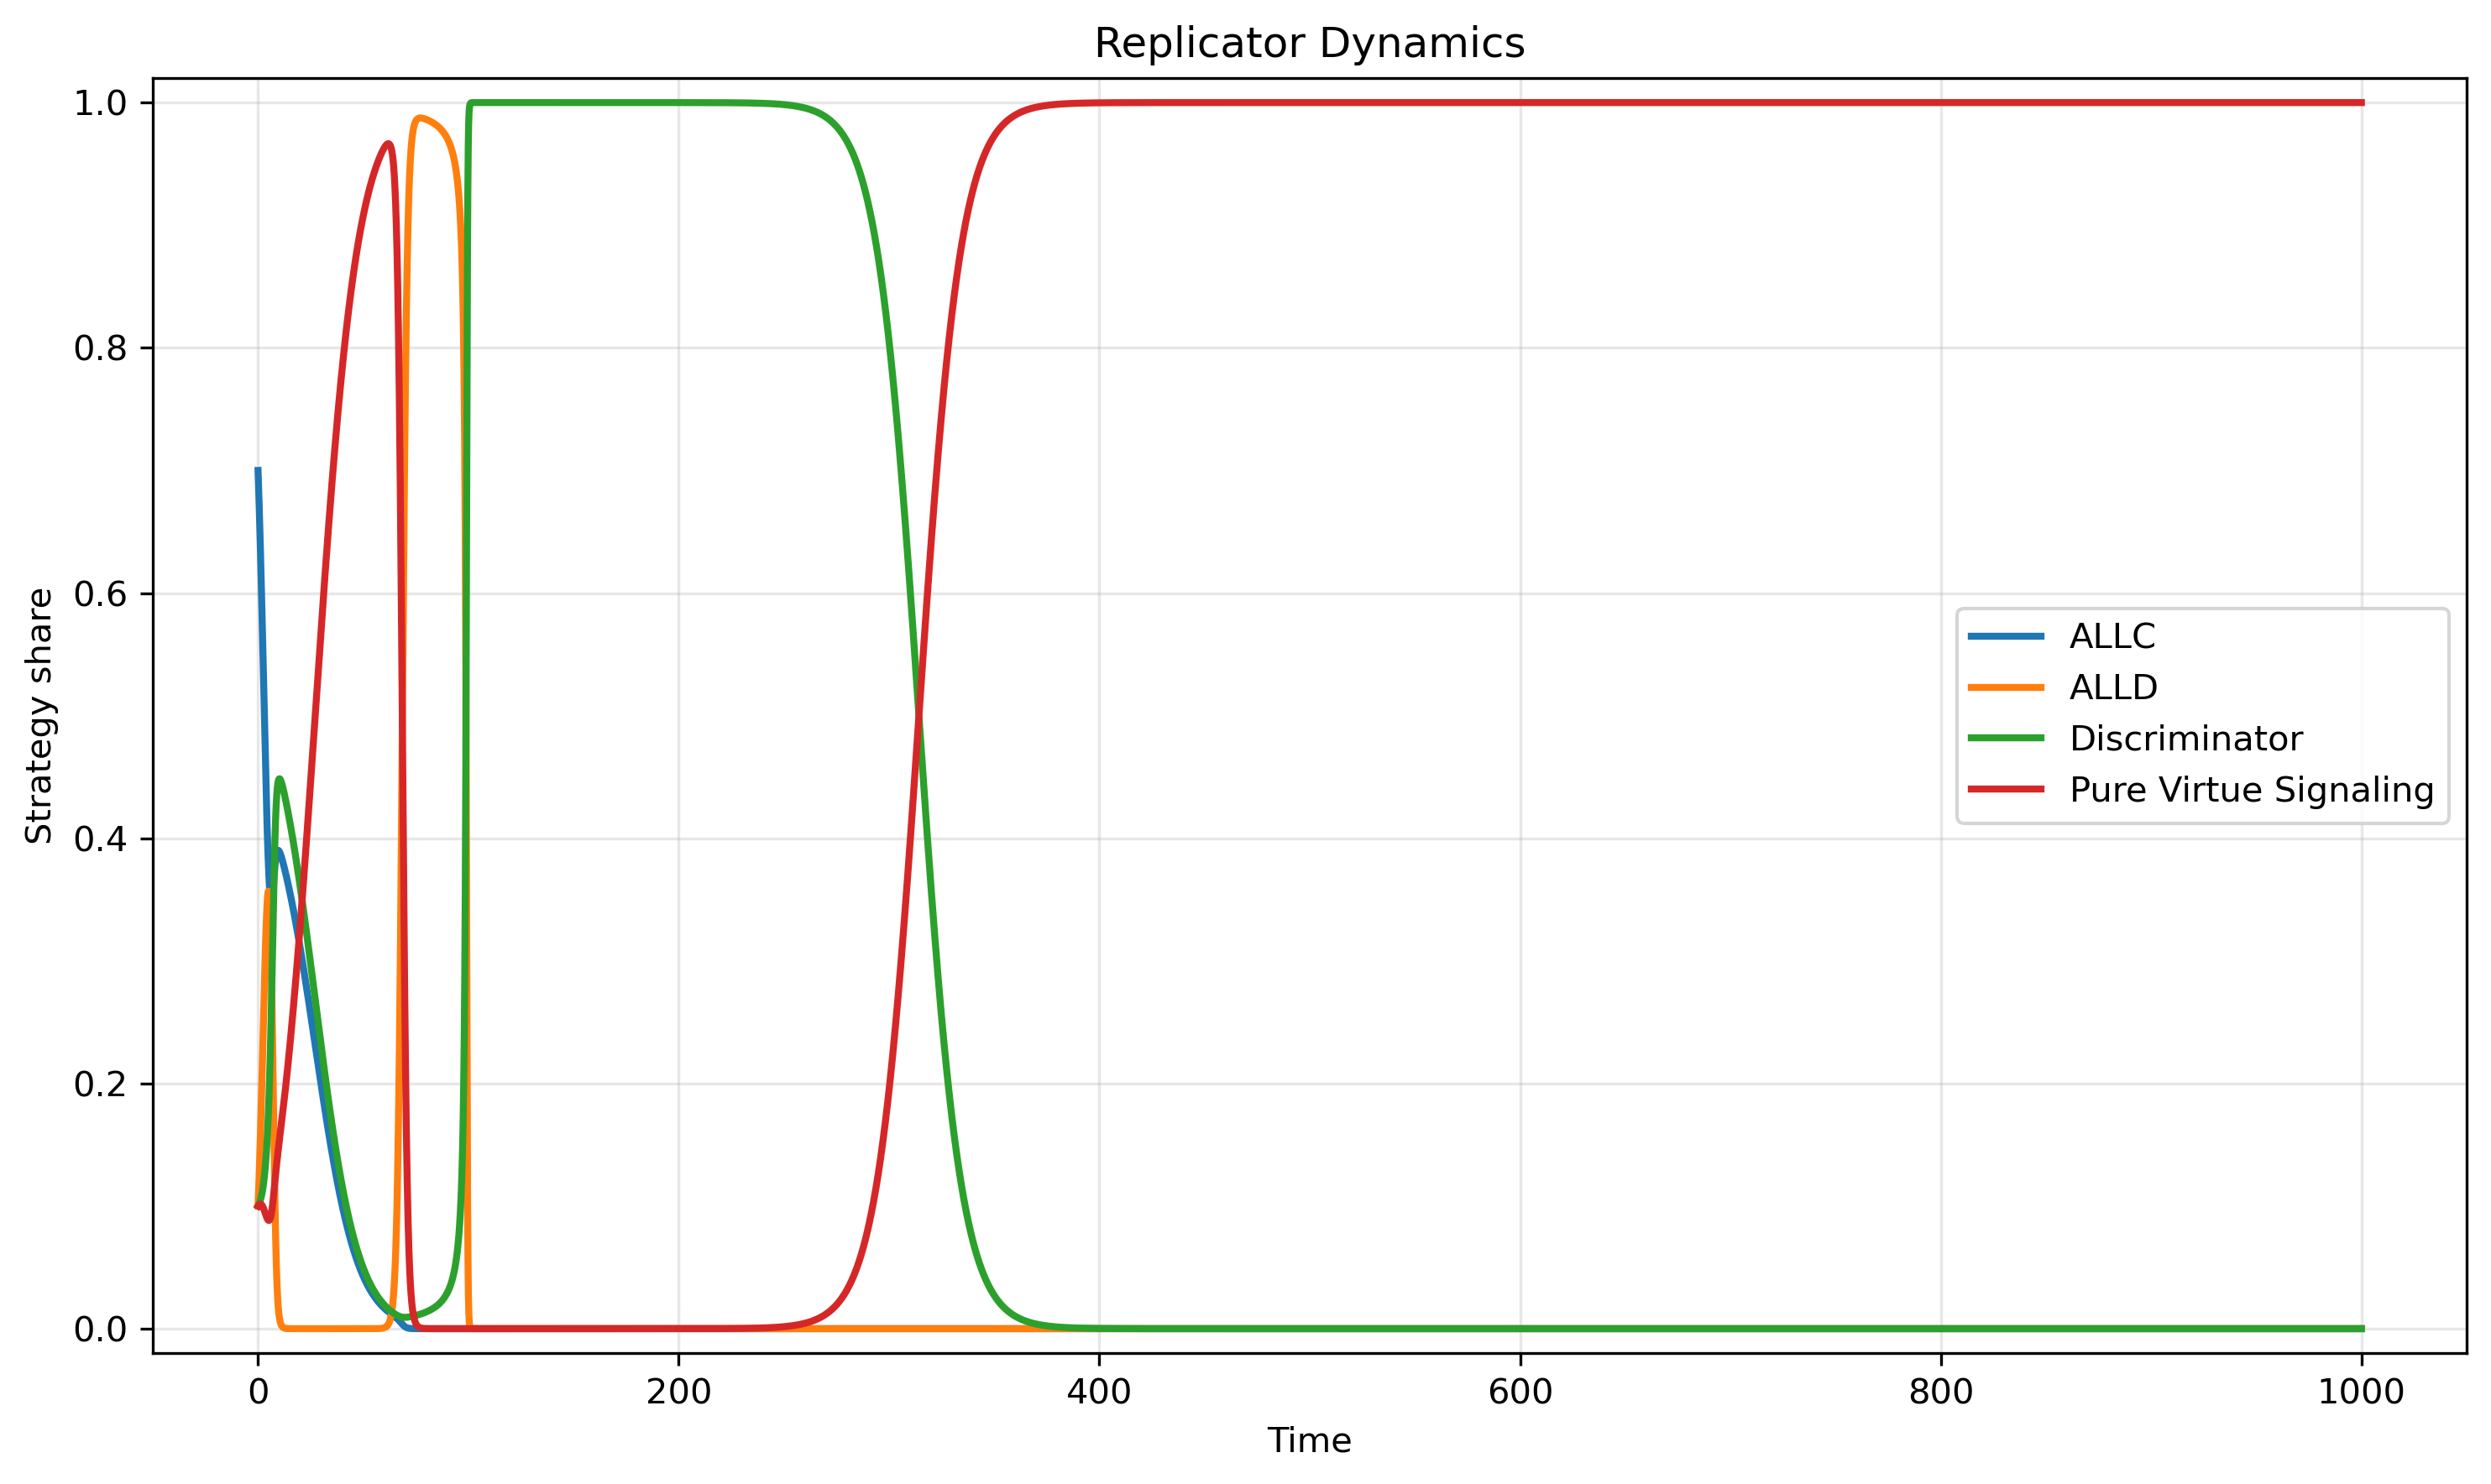 Replicator Dynamics
Strategy share
1.0
0.8
0.6
0.4
0.2
0.0
ALLC
ALLD
Discriminator
Pure Virtue Signaling
0
200
400
600
800
1000
Time